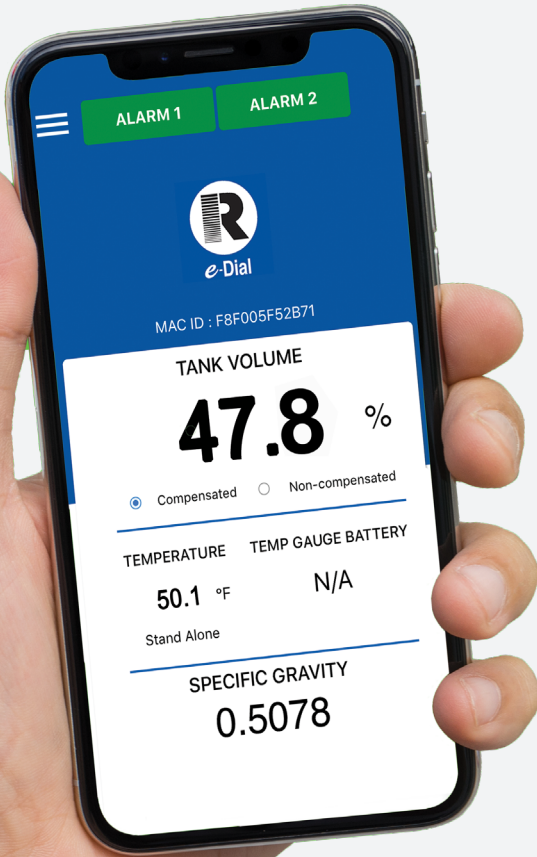 ALARM 1 ALARM 2
R
e-Dial
MAC ID : F8F005F52B71
TANK VOLUME
47.8 %
Compensated Non-compensated
TEMPERATURE TEMP GAUGE BATTERY
50.1 °F N/A
Stand Alone
SPECIFIC GRAVITY
0.5078